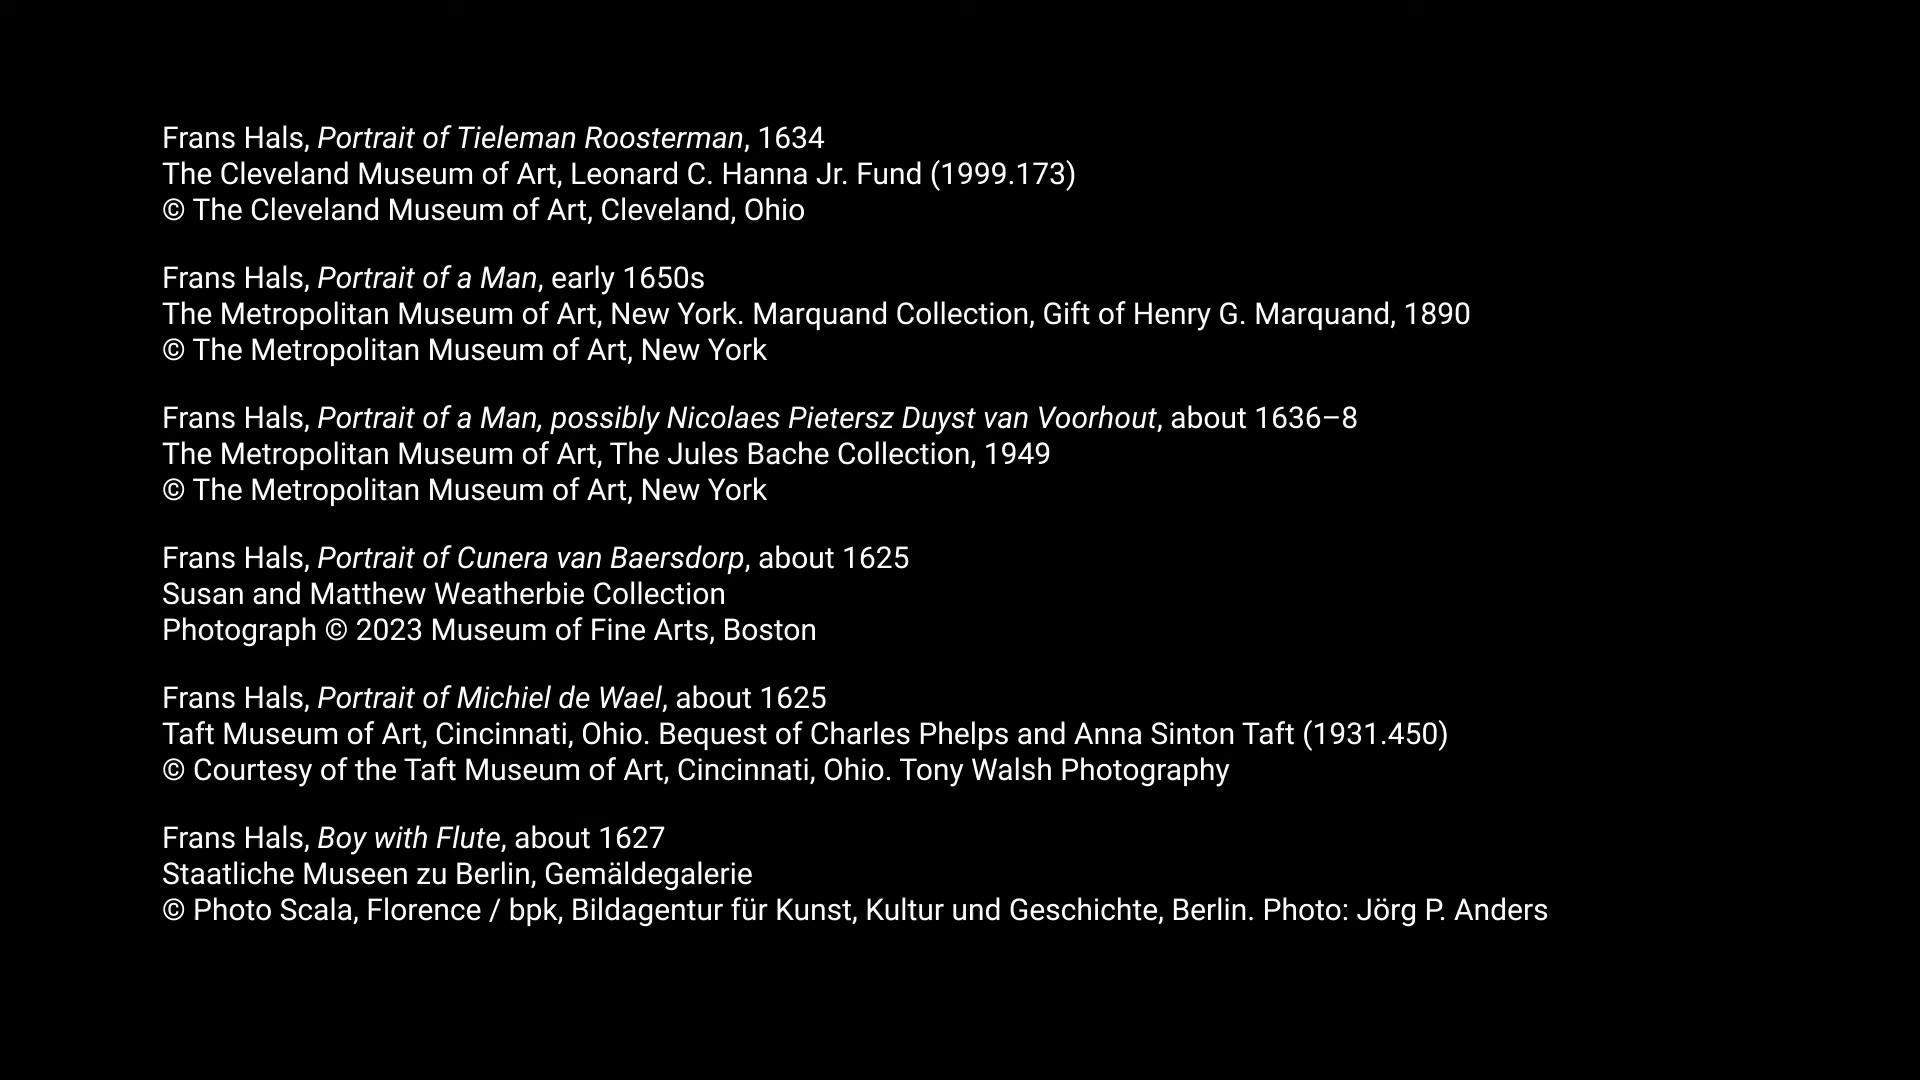 Frans Hals, Portrait of Tieleman Roosterman, 1634
The Cleveland Museum of Art, Leonard C. Hanna Jr. Fund (1999.173)
© The Cleveland Museum of Art, Cleveland, Ohio
Frans Hals, Portrait of a Man, early 1650s
The Metropolitan Museum of Art, New York. Marquand Collection, Gift of Henry G. Marquand, 1890
© The Metropolitan Museum of Art, New York
Frans Hals, Portrait of a Man, possibly Nicolaes Pietersz Duyst van Voorhout, about 1636–8
The Metropolitan Museum of Art, The Jules Bache Collection, 1949
© The Metropolitan Museum of Art, New York
Frans Hals, Portrait of Cunera van Baersdorp, about 1625
Susan and Matthew Weatherbie Collection
Photograph © 2023 Museum of Fine Arts, Boston
Frans Hals, Portrait of Michiel de Wael, about 1625
Taft Museum of Art, Cincinnati, Ohio. Bequest of Charles Phelps and Anna Sinton Taft (1931.450)
© Courtesy of the Taft Museum of Art, Cincinnati, Ohio. Tony Walsh Photography
Frans Hals, Boy with Flute, about 1627
Staatliche Museen zu Berlin, Gemäldegalerie
© Photo Scala, Florence / bpk, Bildagentur für Kunst, Kultur und Geschichte, Berlin. Photo: Jörg P. Anders